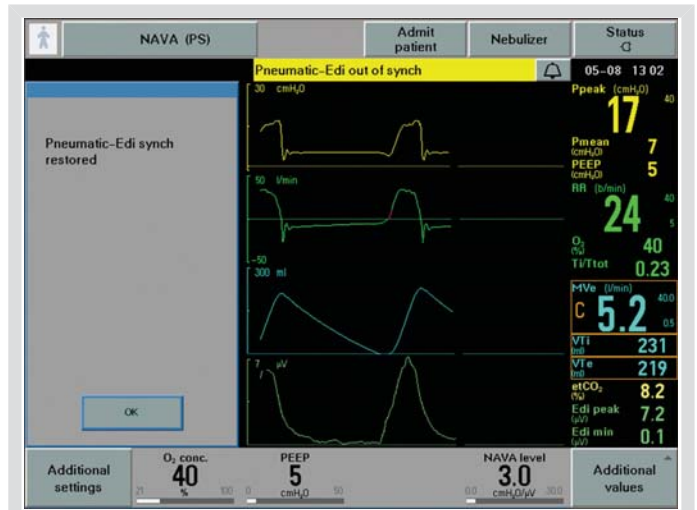 NAVA (PS)
Admit
patient
Nebulizer
Status
Pneumatic-Edi out of synch
05-08 13 02
Pneumatic-Edi synch
restored
OK
30 cmH₂O
50 l/min
-50
300 ml
7 µV
Ppeak (cmH₂O)
17
40
Pmean
(cmH₂O)
7
PEEP
(cmH₂O)
5
RR (b/min)
24
40
5
O₂
(%)
40
Ti/Ttot
0.23
MVe (l/min)
C 5.2
40.0
0.5
VTi
(ml)
231
VTe
(ml)
219
etCO₂
(%)
8.2
Edi peak
(µV)
7.2
Edi min
(µV)
0.1
Additional
settings
O₂ conc.
40
21 % 100
PEEP
5
0 cmH₂O 50
NAVA level
3.0
0.0 cmH₂O/µV 30.0
Additional
values